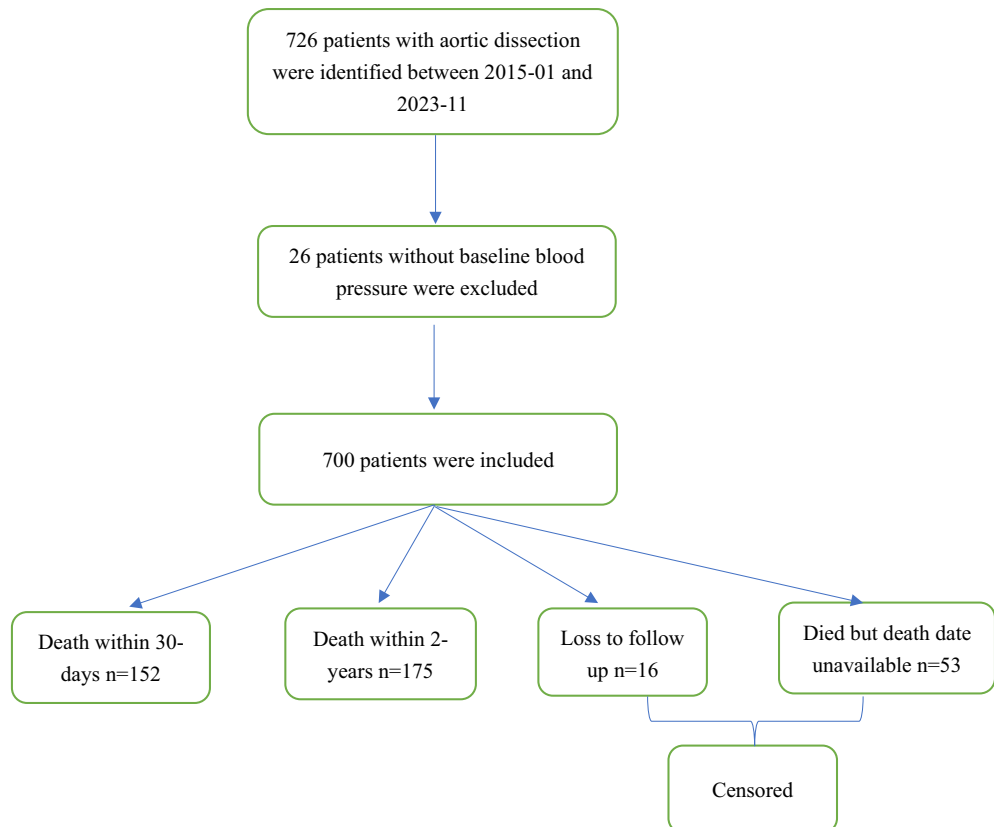 726 patients with aortic dissection
were identified between 2015-01 and
2023-11
26 patients without baseline blood
pressure were excluded
700 patients were included
Death within 30-
days n=152
Death within 2-
years n=175
Loss to follow
up n=16
Died but death date
unavailable n=53
Censored